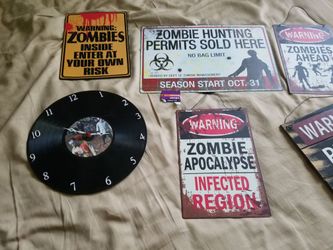 WARNING:
ZOMBIES
INSIDE
ENTER AT
YOUR OWN
RISK
ZOMBIE HUNTING
PERMITS SOLD HERE
NO BAG LIMIT
SEASON START OCT. 31
WARNING
ZOMBIES
AHEAD
12
1
2
3
4
5
6
7
8
9
10
11
WARNING
ZOMBIE
APOCALYPSE
INFECTED
REGION
WARNING